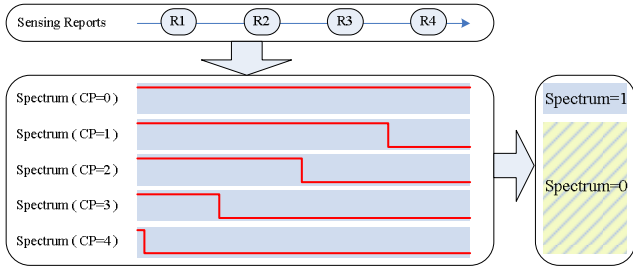 Sensing Reports R1 R2 R3 R4
Spectrum ( CP=0)
Spectrum ( CP=1)
Spectrum ( CP=2)
Spectrum ( CP=3)
Spectrum ( CP=4)
Spectrum=1
Spectrum=0